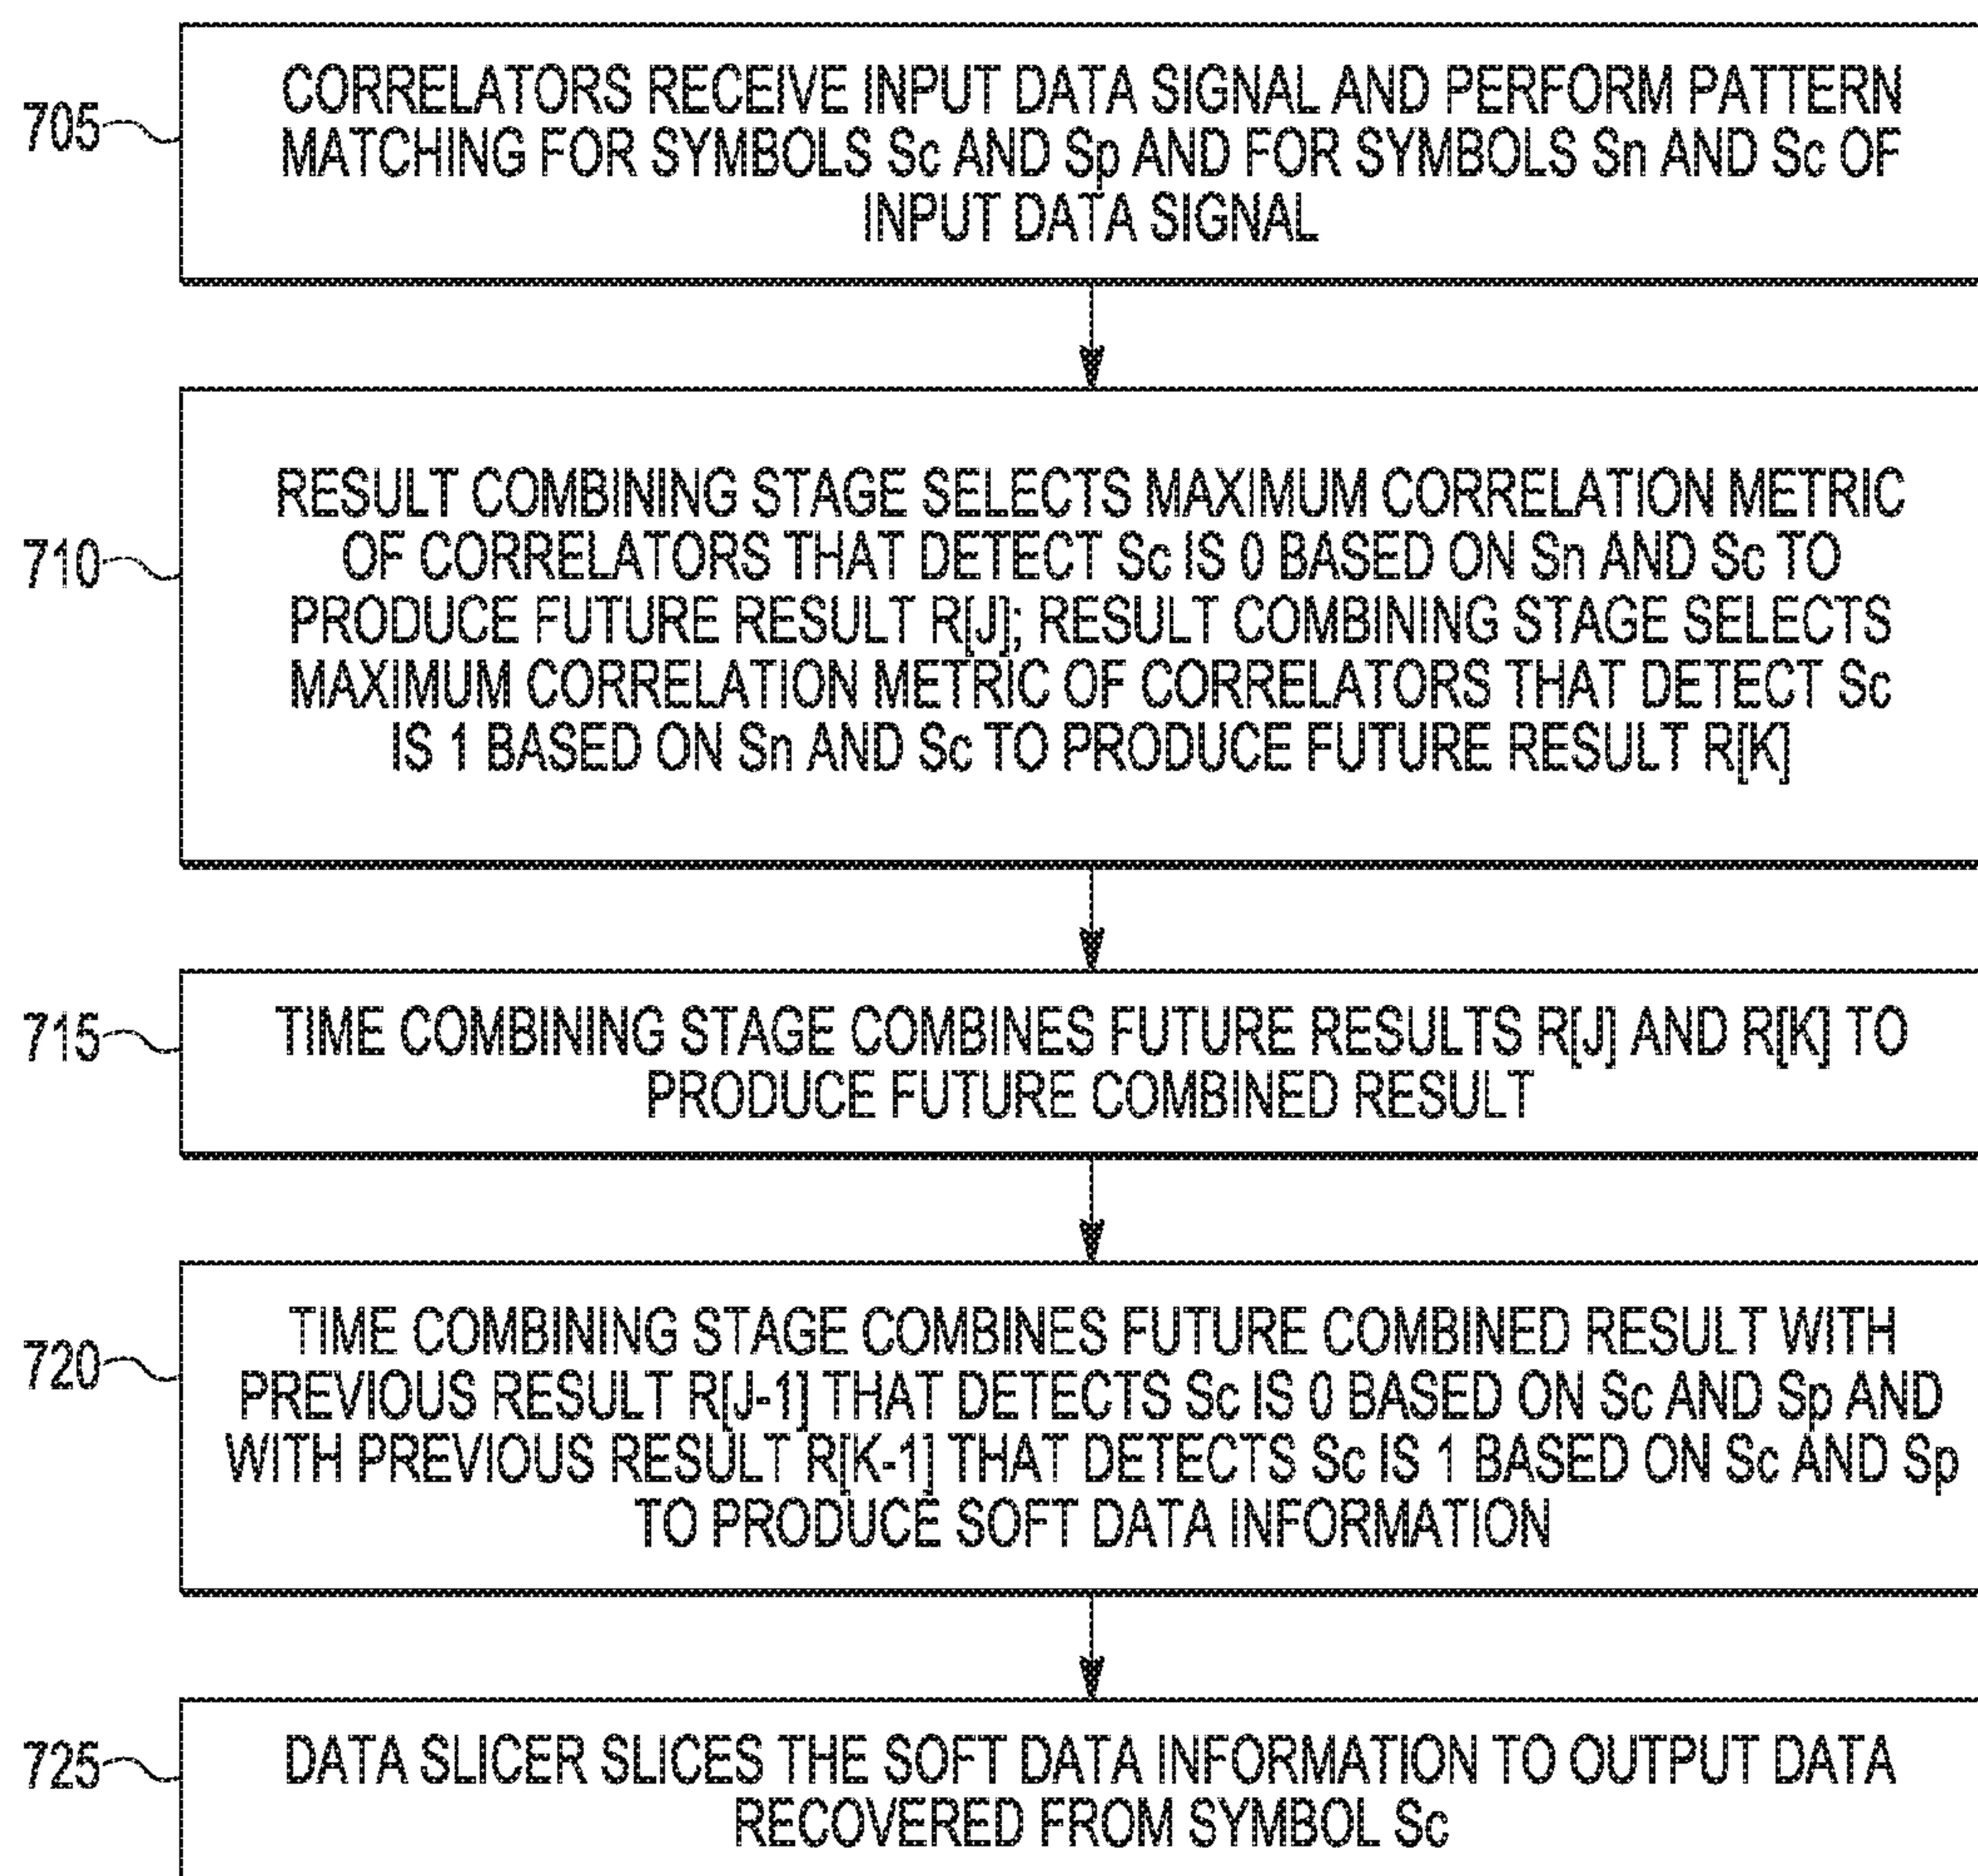 705
CORRELATORS RECEIVE INPUT DATA SIGNAL AND PERFORM PATTERN
MATCHING FOR SYMBOLS Sc AND Sp AND FOR SYMBOLS Sn AND Sc OF
INPUT DATA SIGNAL
710
RESULT COMBINING STAGE SELECTS MAXIMUM CORRELATION METRIC
OF CORRELATORS THAT DETECT Sc IS 0 BASED ON Sn AND Sc TO
PRODUCE FUTURE RESULT R[J]; RESULT COMBINING STAGE SELECTS
MAXIMUM CORRELATION METRIC OF CORRELATORS THAT DETECT Sc
IS 1 BASED ON Sn AND Sc TO PRODUCE FUTURE RESULT R[K]
715
TIME COMBINING STAGE COMBINES FUTURE RESULTS R[J] AND R[K] TO
PRODUCE FUTURE COMBINED RESULT
720
TIME COMBINING STAGE COMBINES FUTURE COMBINED RESULT WITH
PREVIOUS RESULT R[J-1] THAT DETECTS Sc IS 0 BASED ON Sc AND Sp AND
WITH PREVIOUS RESULT R[K-1] THAT DETECTS Sc IS 1 BASED ON Sc AND Sp
TO PRODUCE SOFT DATA INFORMATION
725
DATA SLICER SLICES THE SOFT DATA INFORMATION TO OUTPUT DATA
RECOVERED FROM SYMBOL Sc